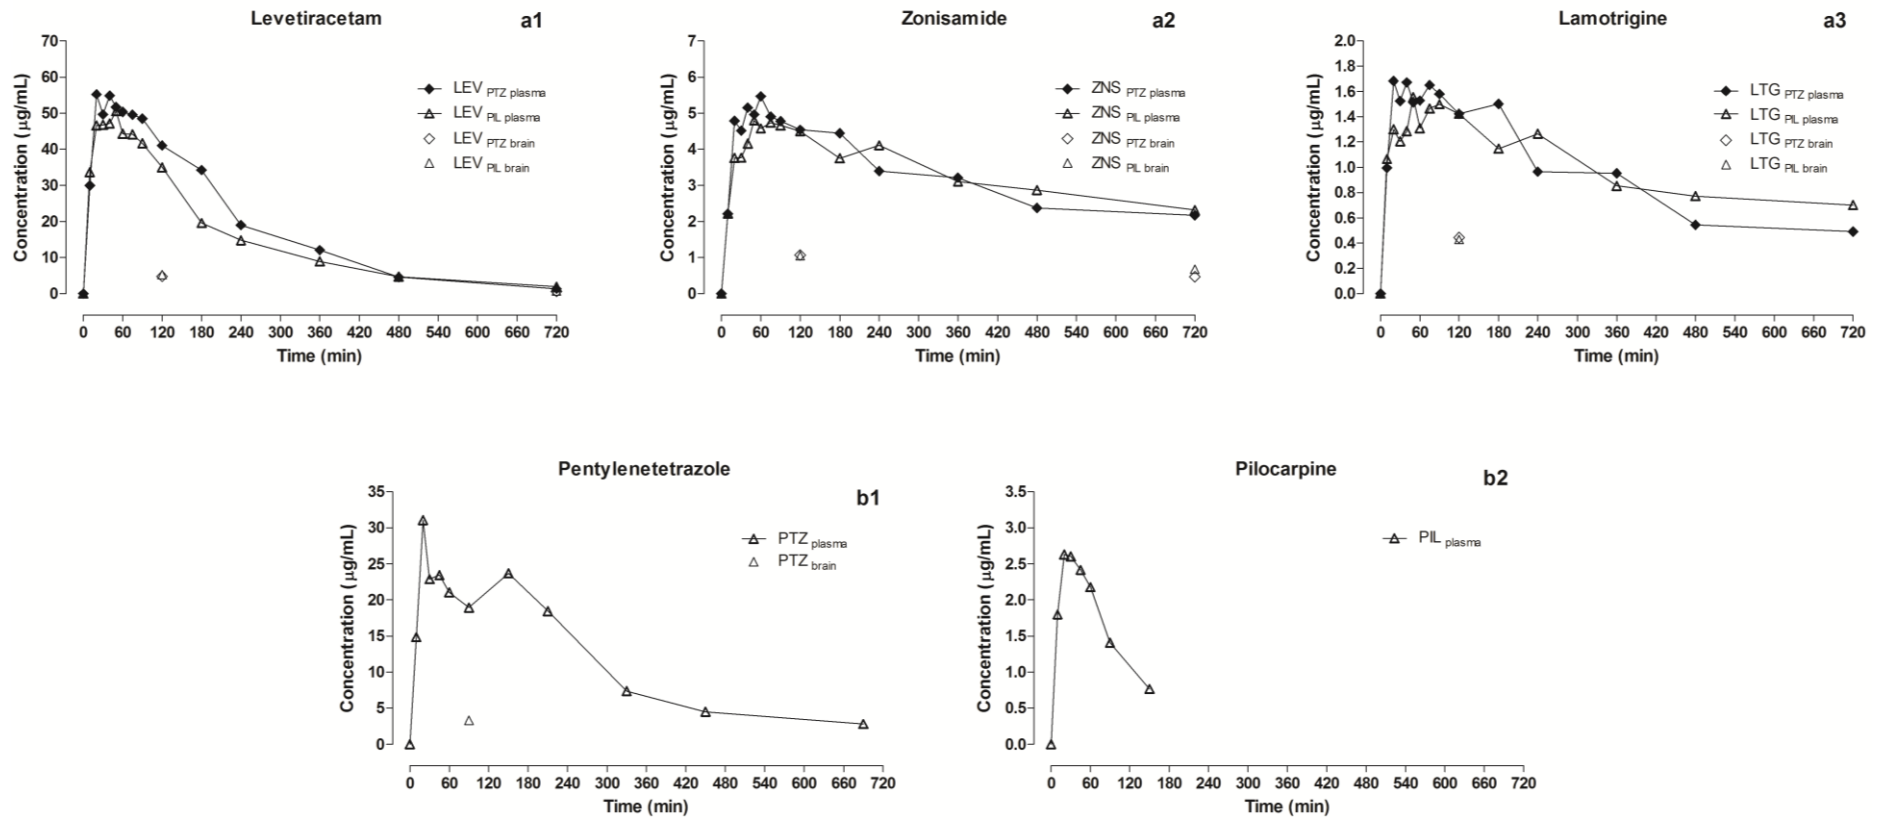 Levetiracetam
a1
70
60
50
40
30
20
10
0
Concentration (µg/mL)
LEV PTZ plasma
LEV PIL plasma
LEV PTZ brain
LEV PIL brain
0 60 120 180 240 300 360 420 480 540 600 660 720
Time (min)
Zonisamide
a2
7
6
5
4
3
2
1
0
Concentration (µg/mL)
ZNS PTZ plasma
ZNS PIL plasma
ZNS PTZ brain
ZNS PIL brain
0 60 120 180 240 300 360 420 480 540 600 660 720
Time (min)
Lamotrigine
a3
2.0
1.8
1.6
1.4
1.2
1.0
0.8
0.6
0.4
0.2
0.0
Concentration (µg/mL)
LTG PTZ plasma
LTG PIL plasma
LTG PTZ brain
LTG PIL brain
0 60 120 180 240 300 360 420 480 540 600 660 720
Time (min)
Pentylenetetrazole
b1
35
30
25
20
15
10
5
0
Concentration (µg/mL)
PTZ plasma
PTZ brain
0 60 120 180 240 300 360 420 480 540 600 660 720
Time (min)
Pilocarpine
b2
3.5
3.0
2.5
2.0
1.5
1.0
0.5
0.0
Concentration (µg/mL)
PIL plasma
0 60 120 180 240 300 360 420 480 540 600 660 720
Time (min)